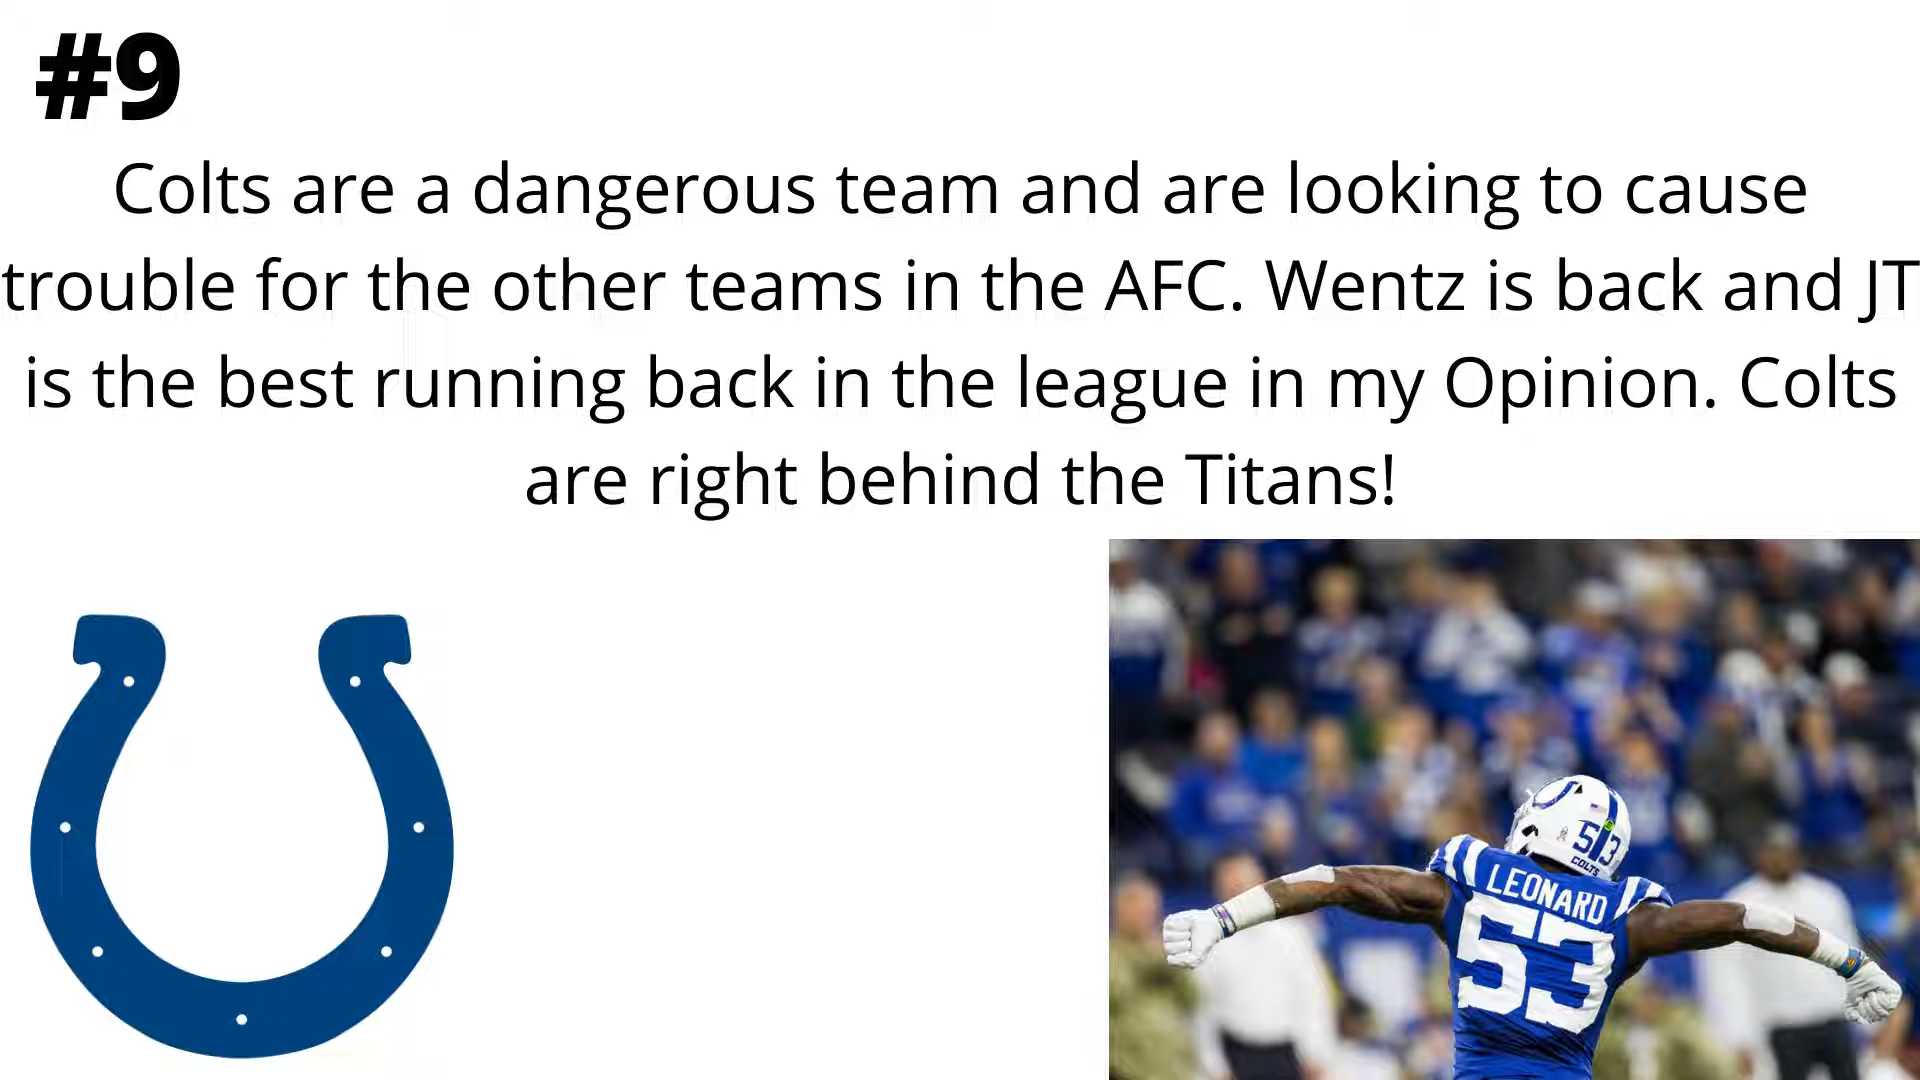 #9
Colts are a dangerous team and are looking to cause
trouble for the other teams in the AFC. Wentz is back and JT
is the best running back in the league in my Opinion. Colts
are right behind the Titans!
53
COLTS
LEONARD
53